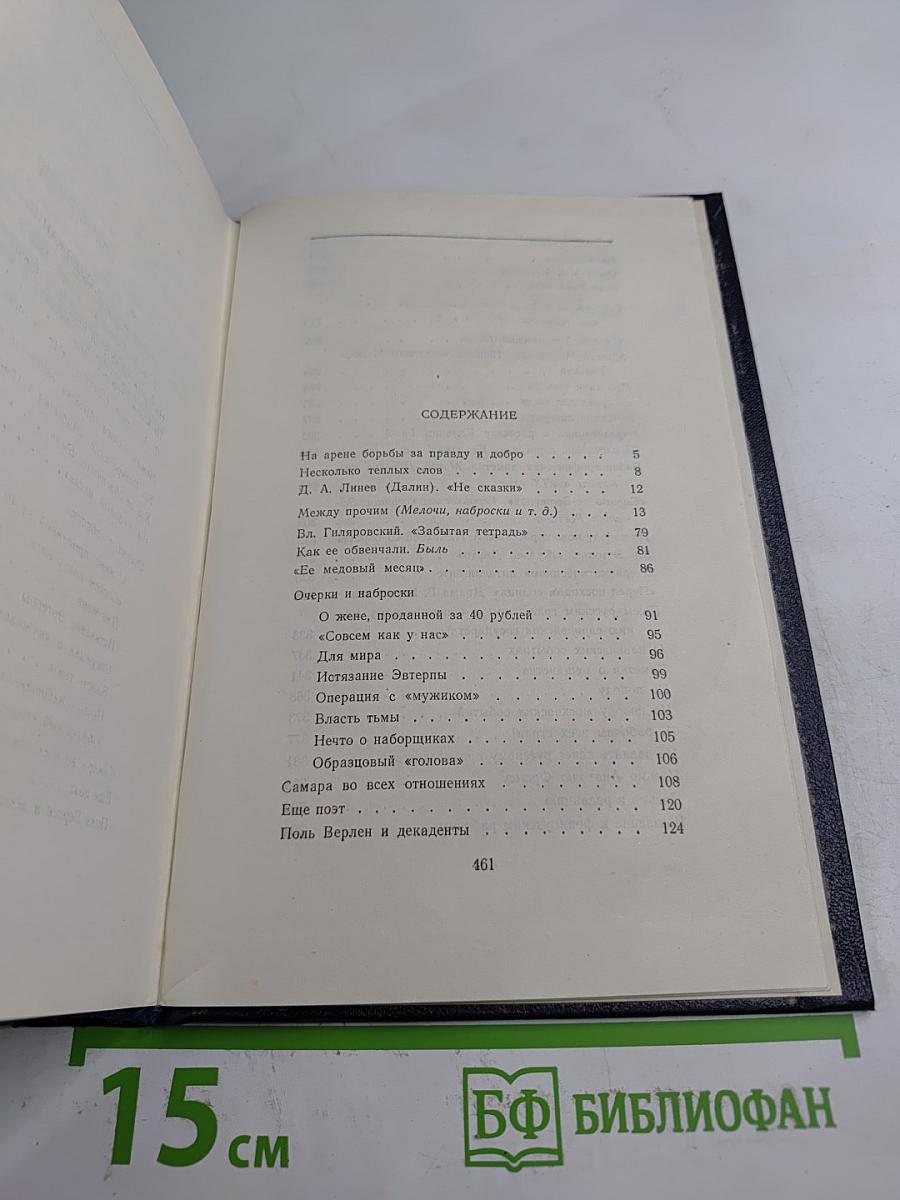 СОДЕРЖАНИЕ
На арене борьбы за правду и добро . . . . . 5
Несколько теплых слов . . . . . . . . . . 8
Д. А. Линев (Далин). «Не сказки» . . . . . 12
Между прочим (Мелочи, наброски и т. д.) . . . 13
Вл. Гиляровский. «Забытая тетрадь» . . . . . 79
Как ее обвенчали. Быль . . . . . . . . . . 81
«Ее медовый месяц» . . . . . . . . . . . . 86
Очерки и наброски
О жене, проданной за 40 рублей . . . . . . 91
«Совсем как у нас» . . . . . . . . . . 95
Для мира . . . . . . . . . . . . . 96
Истязание Эвтерпы . . . . . . . . . . 99
Операция с «мужиком» . . . . . . . . 100
Власть тьмы . . . . . . . . . . . . 103
Нечто о наборщиках . . . . . . . . . . 105
Образцовый «голова» . . . . . . . . . . 106
Самара во всех отношениях . . . . . . . . 108
Еще поэт . . . . . . . . . . . . . . . 120
Поль Верлен и декаденты . . . . . . . . . 124
461
15 см
БФ БИБЛИОФАН